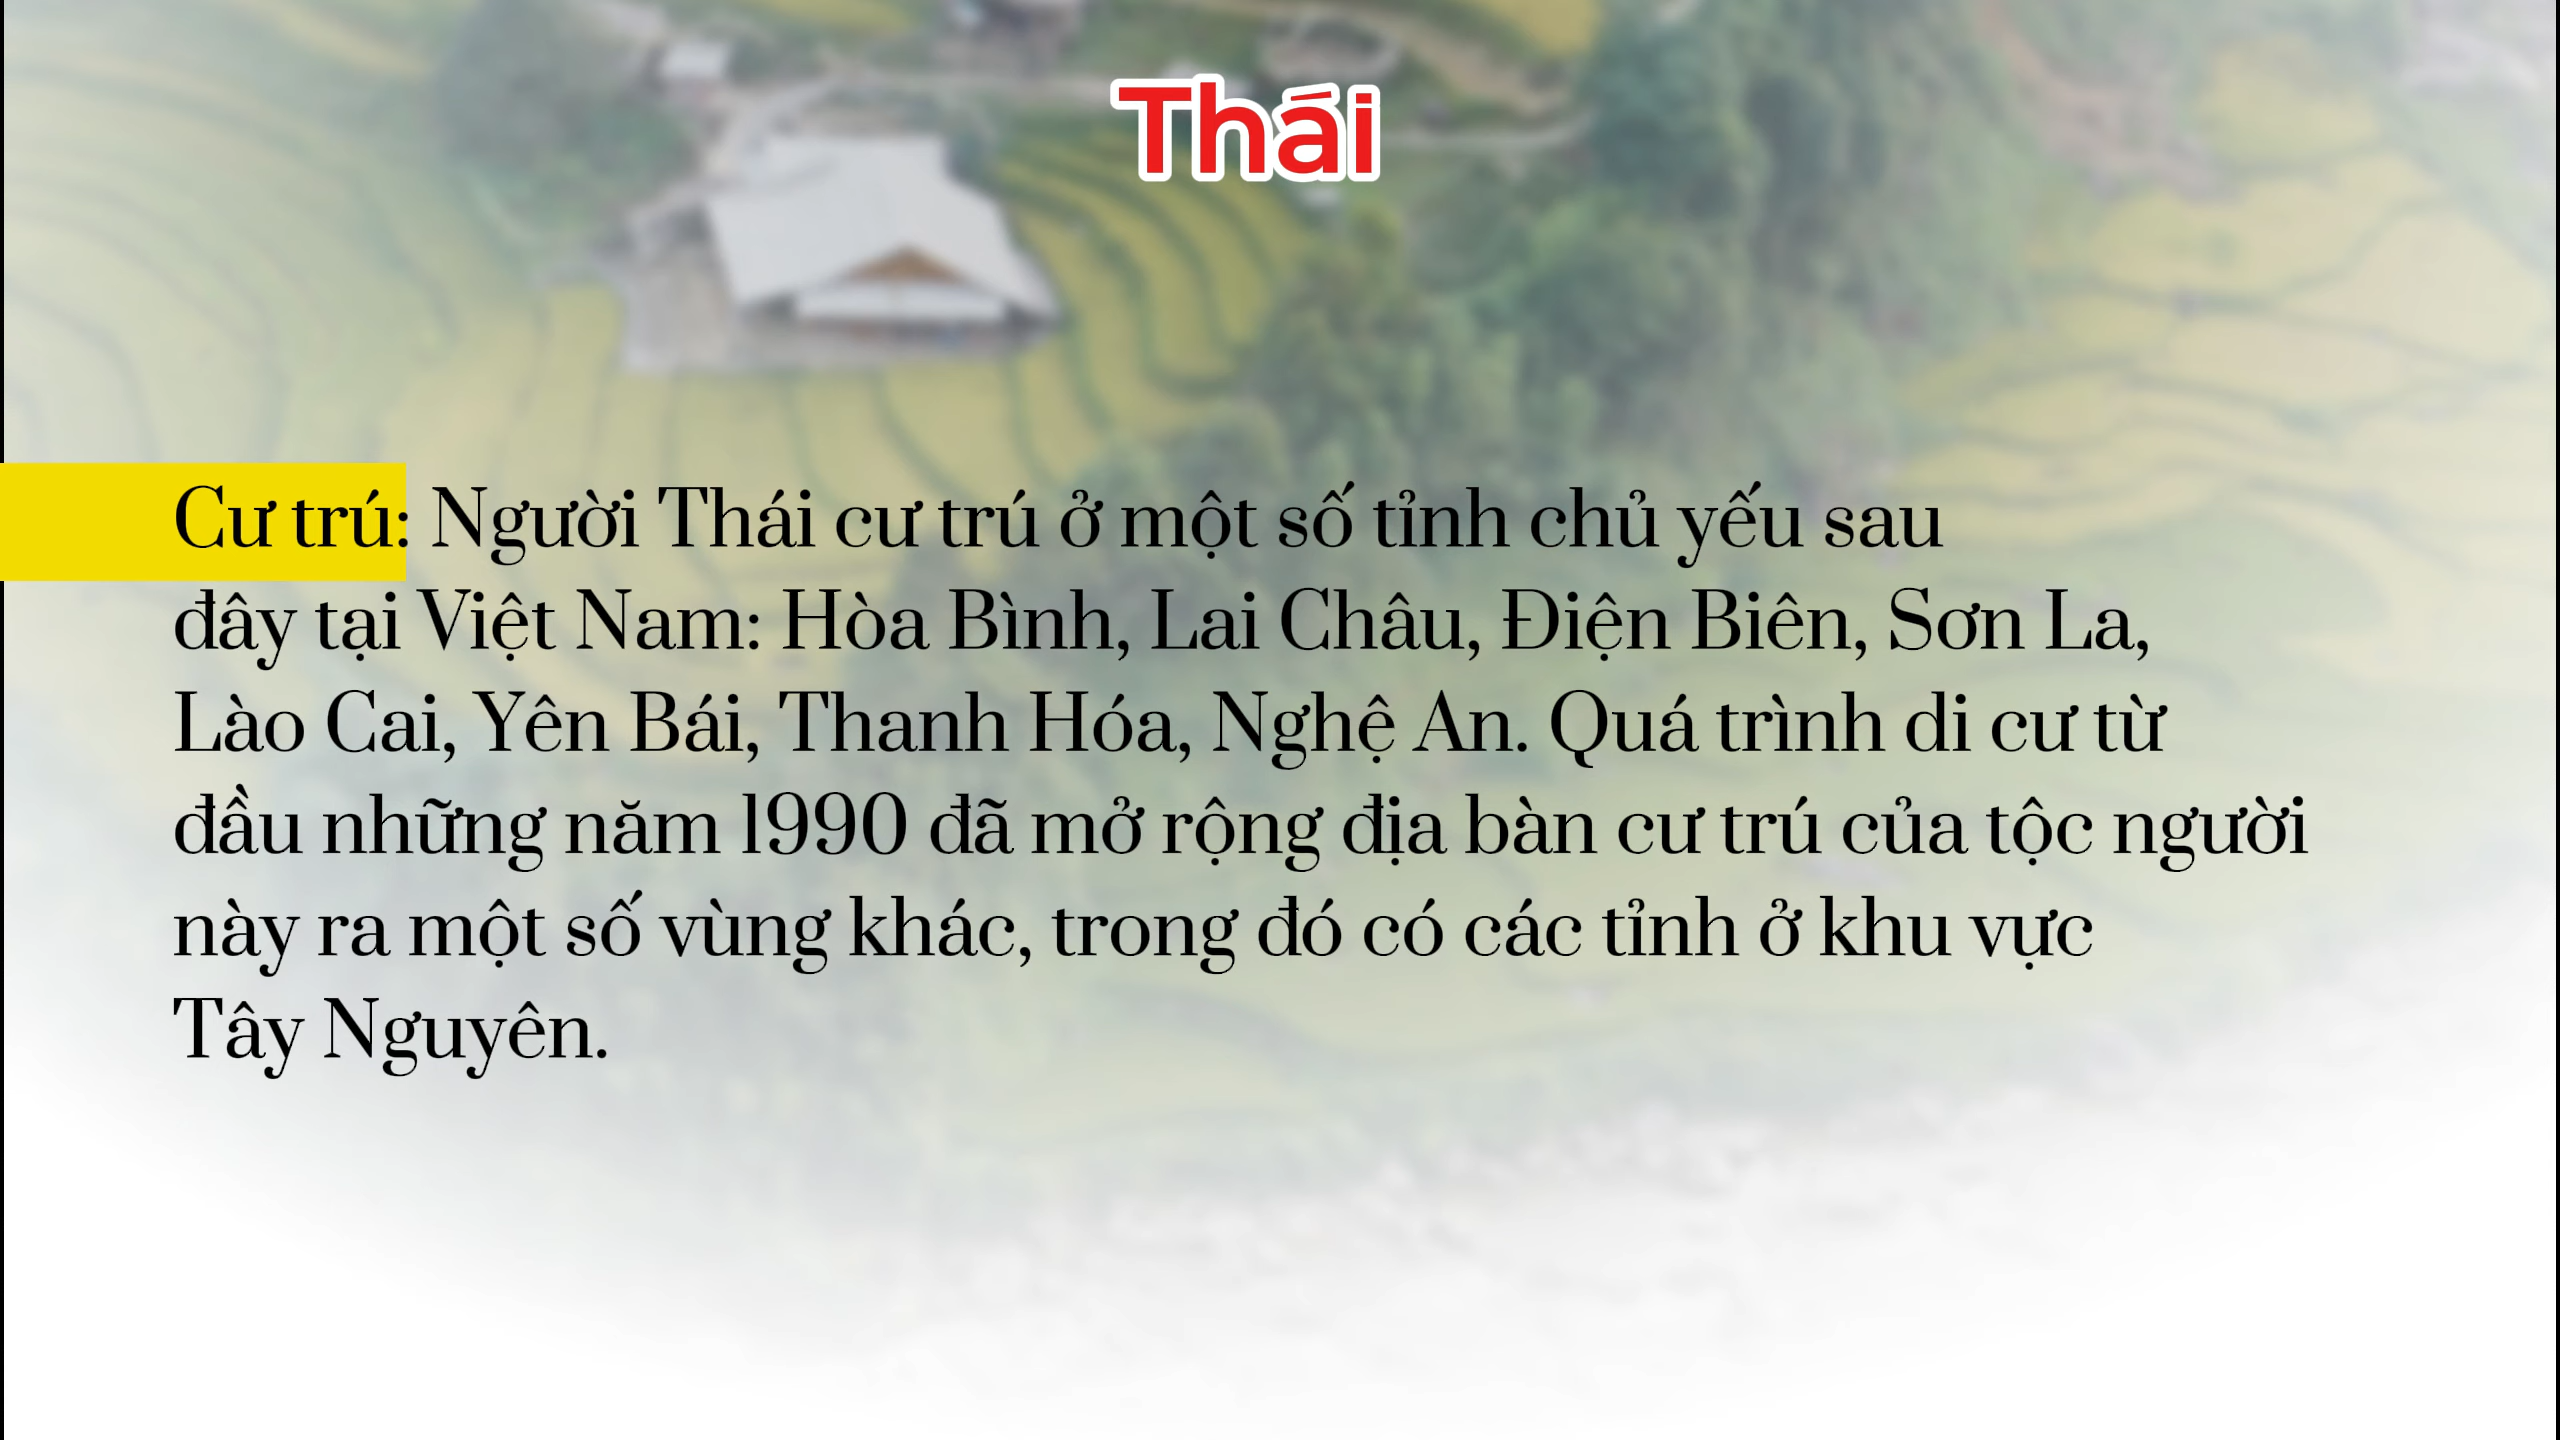 Thái
Cư trú: Người Thái cư trú ở một số tỉnh chủ yếu sau
đây tại Việt Nam: Hòa Bình, Lai Châu, Điện Biên, Sơn La,
Lào Cai, Yên Bái, Thanh Hóa, Nghệ An. Quá trình di cư từ
đầu những năm 1990 đã mở rộng địa bàn cư trú của tộc người
này ra một số vùng khác, trong đó có các tỉnh ở khu vực
Tây Nguyên.